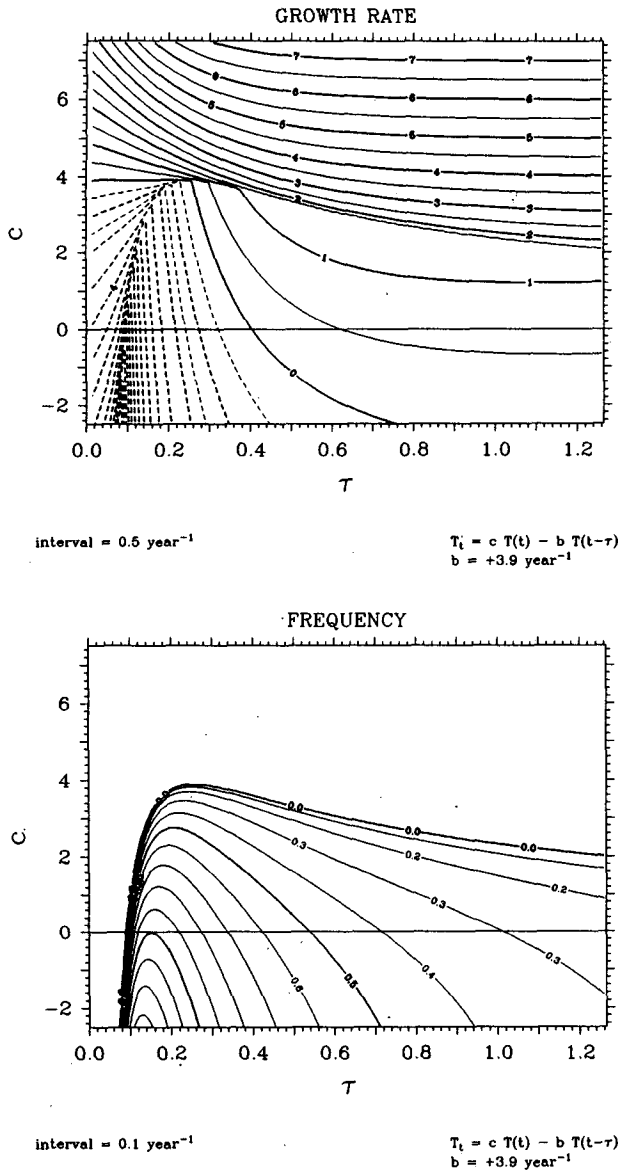 GROWTH RATE
7 7 7
6 6 6
5 5 5
4 4 4
3 3 3
2 2
1 1
0
C
6
4
2
0
−2
0.0 0.2 0.4 0.6 0.8 1.0 1.2
τ
interval = 0.5 year⁻¹
T_t = c T(t) − b T(t−τ)
b = +3.9 year⁻¹
FREQUENCY
0.0 0.0 0.0 0.0
0.2 0.2
0.3 0.3 0.3
0.4
0.5
0.6
C
6
4
2
0
−2
0.0 0.2 0.4 0.6 0.8 1.0 1.2
τ
interval = 0.1 year⁻¹
T_t = c T(t) − b T(t−τ)
b = +3.9 year⁻¹